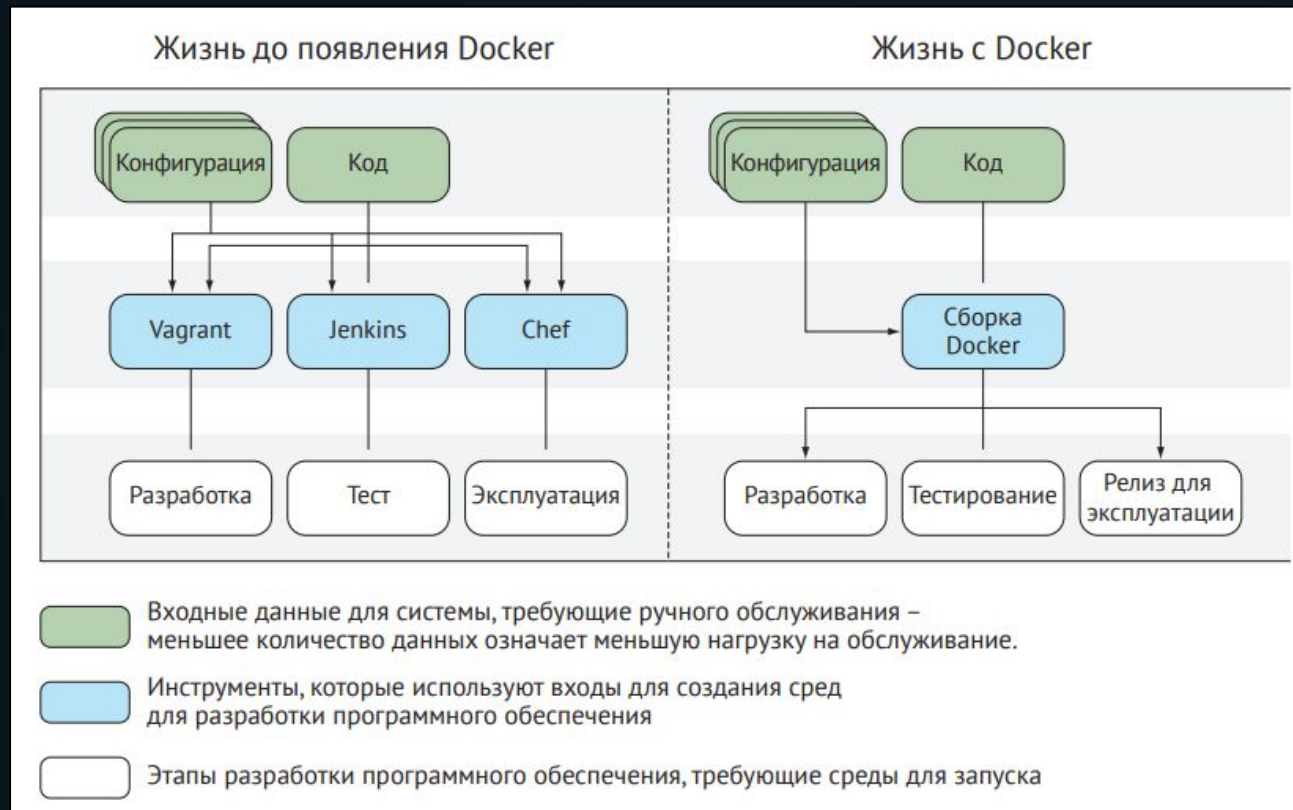 Жизнь до появления Docker
Жизнь с Docker
Конфигурация
Код
Конфигурация
Код
Vagrant
Jenkins
Chef
Сборка
Docker
Разработка
Тест
Эксплуатация
Разработка
Тестирование
Релиз для
эксплуатации
Входные данные для системы, требующие ручного обслуживания –
меньшее количество данных означает меньшую нагрузку на обслуживание.
Инструменты, которые используют входы для создания сред
для разработки программного обеспечения
Этапы разработки программного обеспечения, требующие среды для запуска